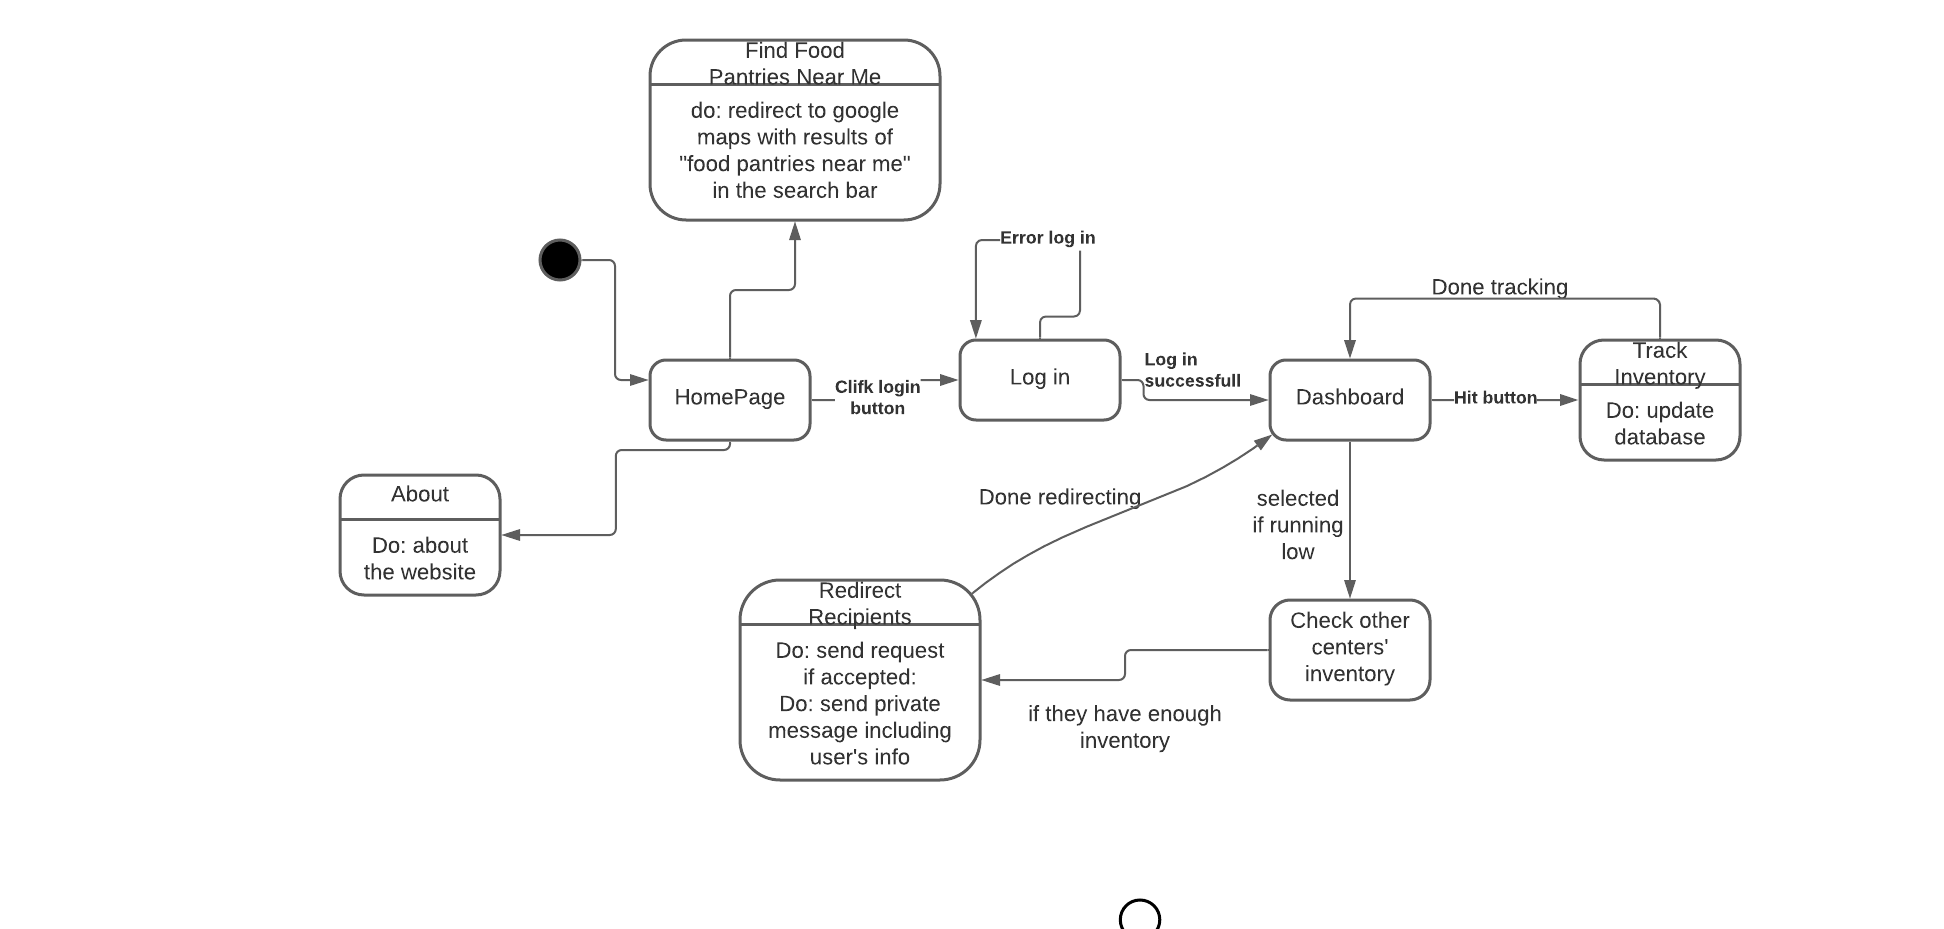 Find Food
Pantries Near Me
do: redirect to google
maps with results of
"food pantries near me"
in the search bar
Error log in
Done tracking
HomePage
Clifk login
button
Log in
Log in
successfull
Dashboard
Hit button
Track
Inventory
Do: update
database
About
Do: about
the website
Done redirecting
selected
if running
low
Redirect
Recipients
Do: send request
if accepted:
Do: send private
message including
user's info
Check other
centers'
inventory
if they have enough
inventory